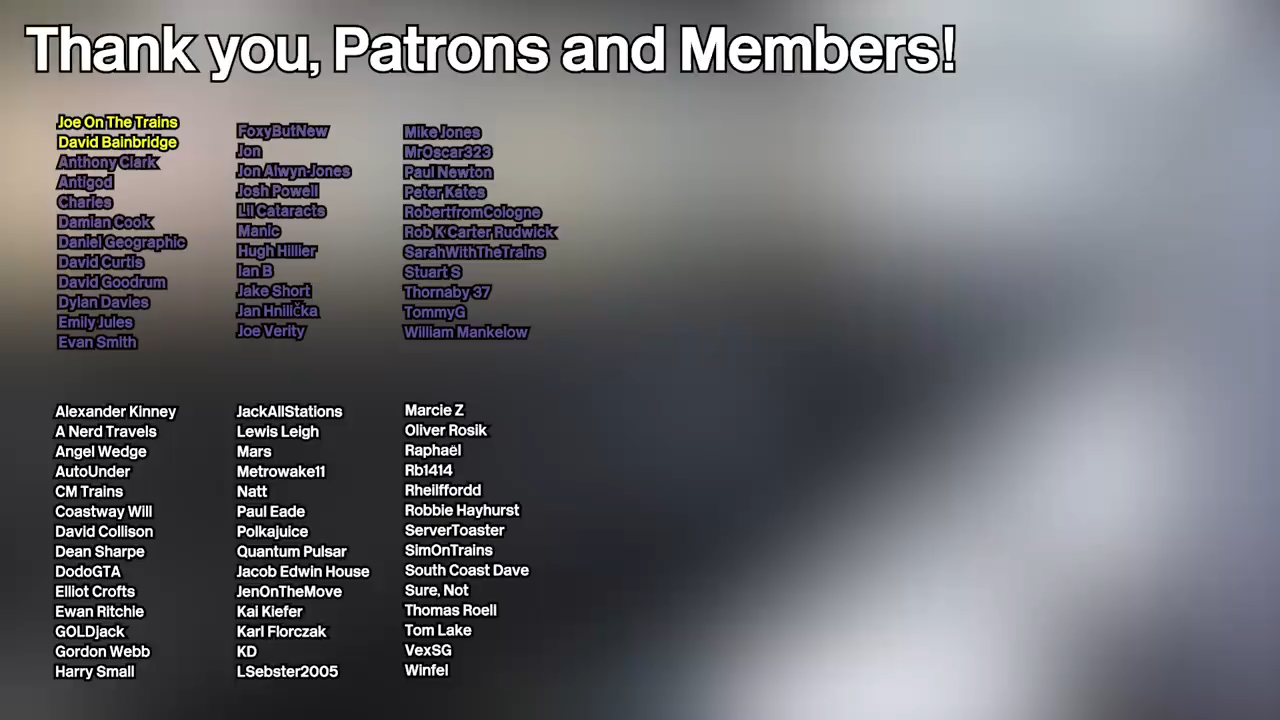 Thank you, Patrons and Members!
Joe On The Trains
David Bainbridge
Anthony Clark
Antigod
Charles
Damian Cook
Daniel Geographic
David Curtis
David Goodrum
Dylan Davies
Emily Jules
Evan Smith
FoxyButNew
Jon
Jon Alwyn-Jones
Josh Powell
Lil Cataracts
Manic
Hugh Hillier
Ian B
Jake Short
Jan Hnilička
Joe Verity
Mike Jones
MrOscar323
Paul Newton
Peter Kates
RobertfromCologne
Rob K Carter Rudwick
SarahWithTheTrains
Stuart S
Thornaby 37
TommyG
William Mankelow
Alexander Kinney
A Nerd Travels
Angel Wedge
AutoUnder
CM Trains
Coastway Will
David Collison
Dean Sharpe
DodoGTA
Elliot Crofts
Ewan Ritchie
GOLDjack
Gordon Webb
Harry Small
JackAllStations
Lewis Leigh
Mars
Metrowake11
Natt
Paul Eade
Polkajuice
Quantum Pulsar
Jacob Edwin House
JenOnTheMove
Kai Kiefer
Karl Florczak
KD
LSebster2005
Marcie Z
Oliver Rosik
Raphaël
Rb1414
Rheilffordd
Robbie Hayhurst
ServerToaster
SimOnTrains
South Coast Dave
Sure, Not
Thomas Roell
Tom Lake
VexSG
Winfel